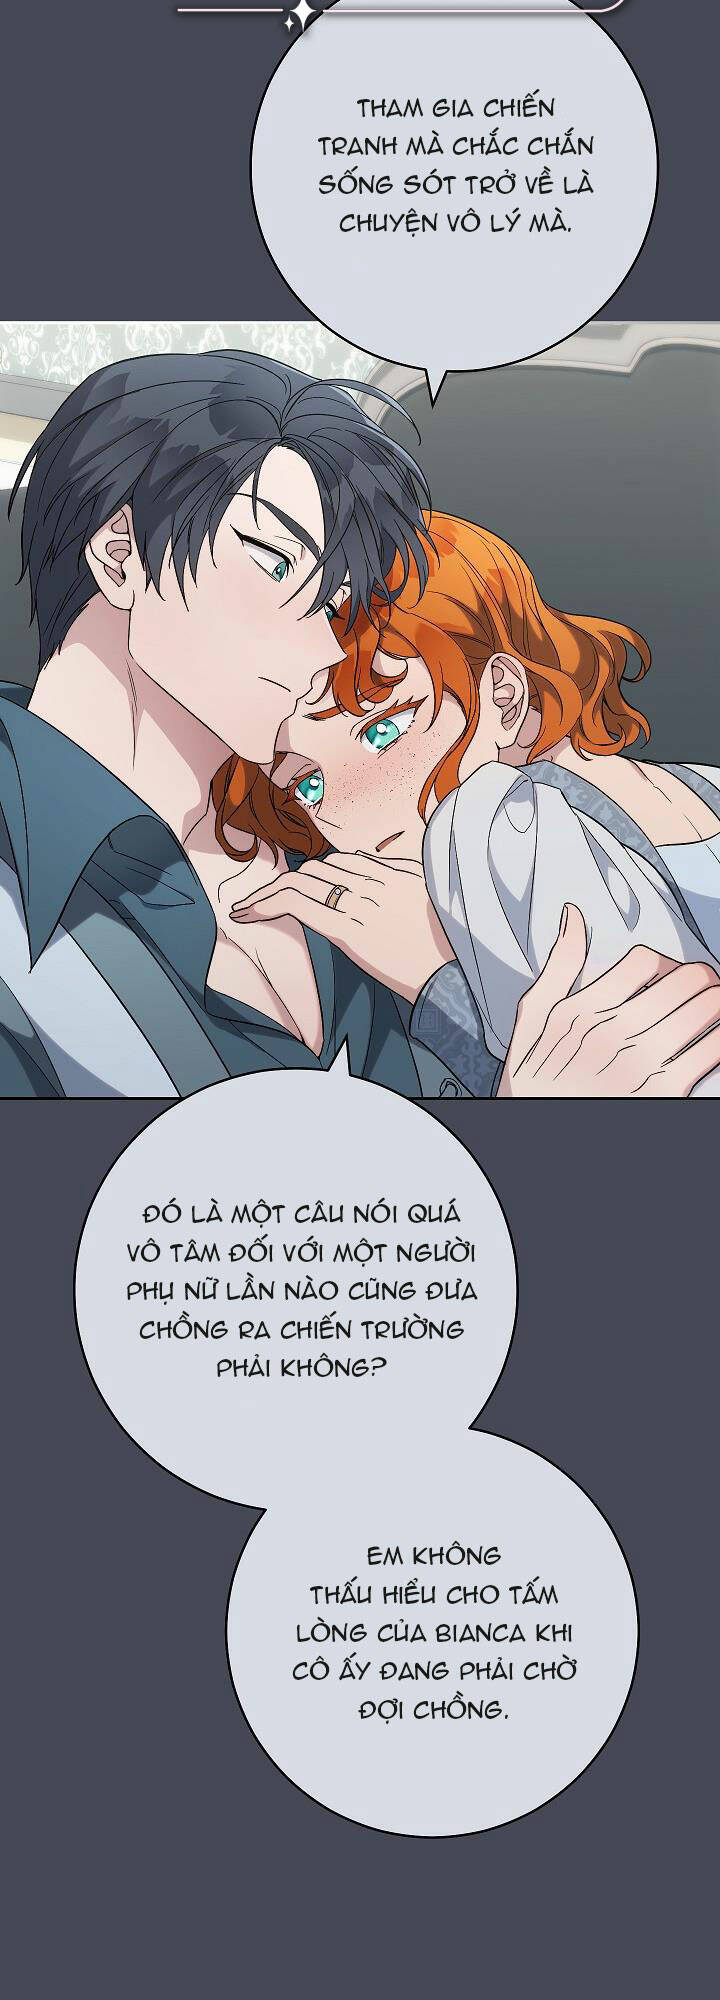 THAM GIA CHIẾN
TRANH MÀ CHẮC CHẮN
SỐNG SÓT TRỞ VỀ LÀ
CHUYỆN VÔ LÝ MÀ.
ĐÓ LÀ MỘT CÂU NÓI QUÁ
VÔ TÂM ĐỐI VỚI MỘT NGƯỜI
PHỤ NỮ LẦN NÀO CŨNG ĐƯA
CHỒNG RA CHIẾN TRƯỜNG
PHẢI KHÔNG?
EM KHÔNG
THẤU HIỂU CHO TẤM
LÒNG CỦA BIANCA KHI
CÔ ẤY ĐANG PHẢI CHỜ
ĐỢI CHỒNG.